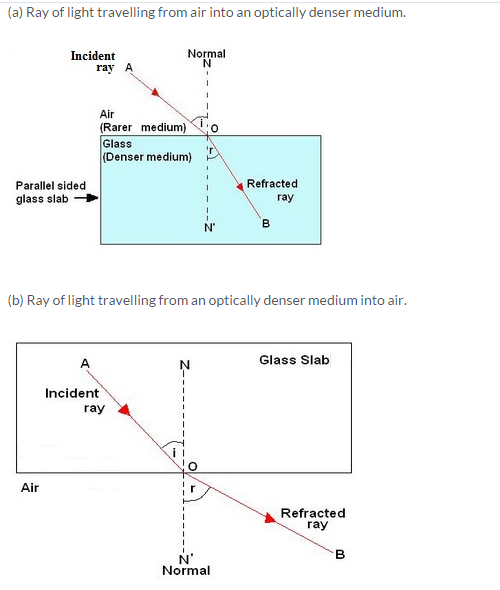 (a) Ray of light travelling from air into an optically denser medium.
Incident
ray A
Normal
N
Air
(Rarer medium)
i
O
Glass
(Denser medium)
r
Parallel sided
glass slab
Refracted
ray
N'
B
(b) Ray of light travelling from an optically denser medium into air.
A
N
Glass Slab
Incident
ray
i
O
Air
r
Refracted
ray
B
N'
Normal